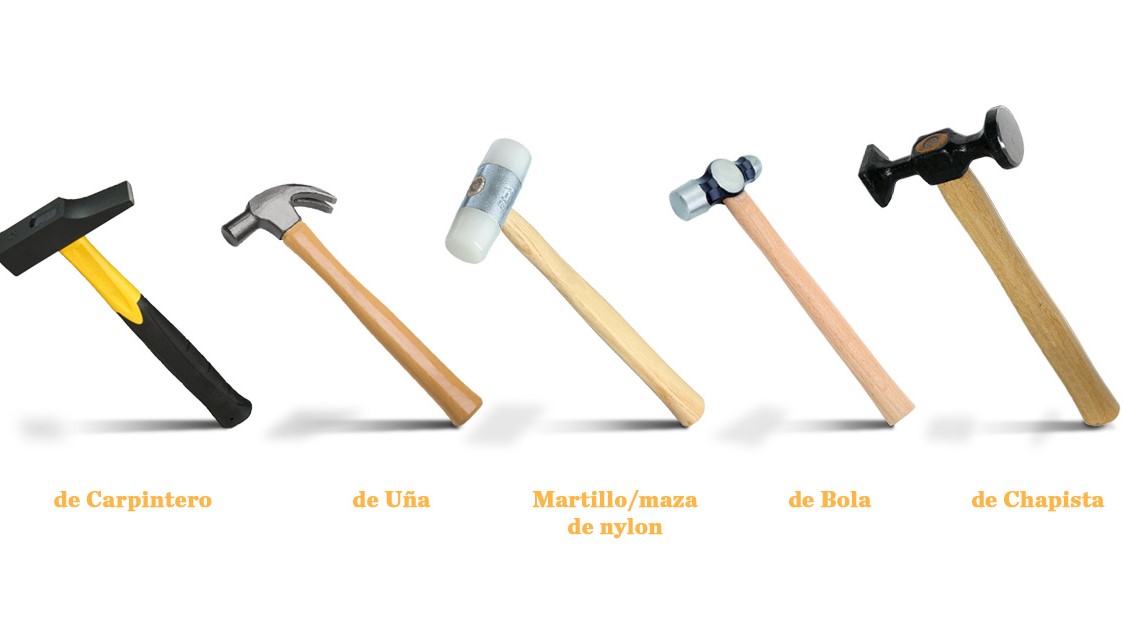 de Carpintero
de Uña
Martillo/maza
de nylon
de Bola
de Chapista